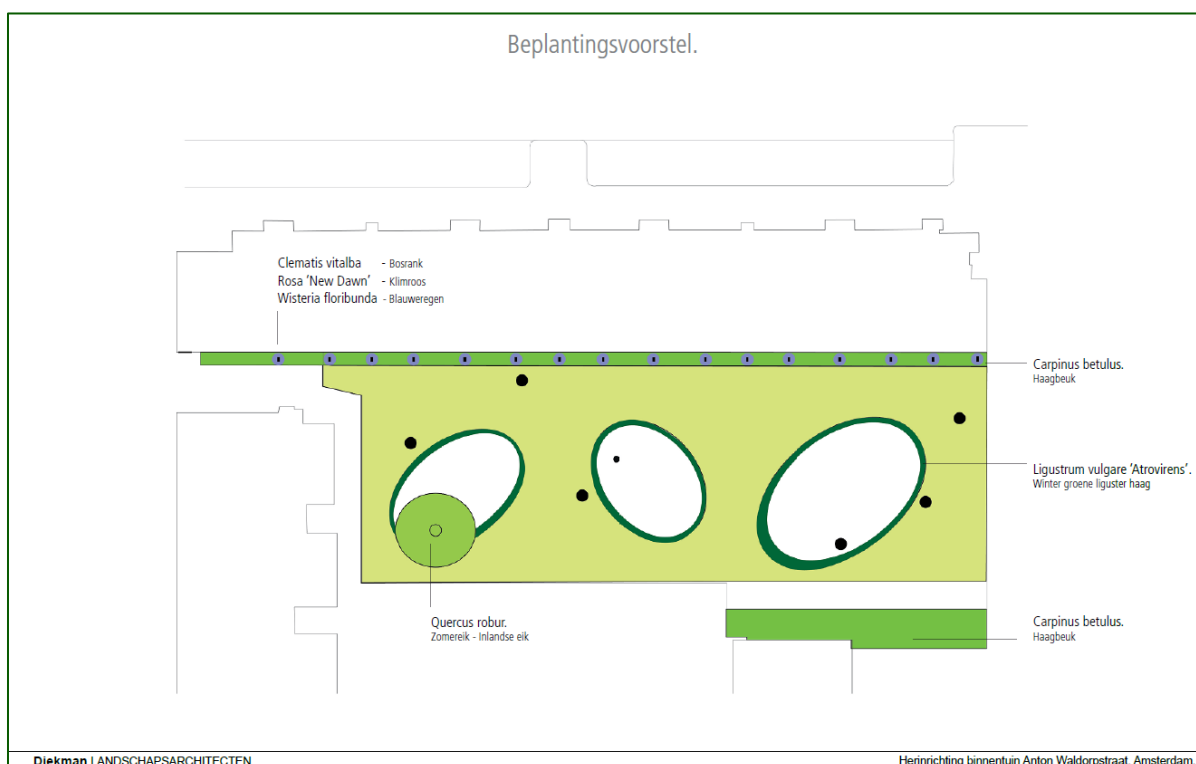 Beplantingsvoorstel.
Clematis vitalba - Bosrank
Rosa 'New Dawn' - Klimroos
Wisteria floribunda - Blauweregen
Carpinus betulus.
Haagbeuk
Ligustrum vulgare 'Atrovirens'.
Winter groene liguster haag
Quercus robur.
Zomereik - Inlandse eik
Carpinus betulus.
Haagbeuk
Diekman LANDSCHAPSARCHITECTEN
Herinrichting binnentuin Anton Waldorpstraat, Amsterdam.